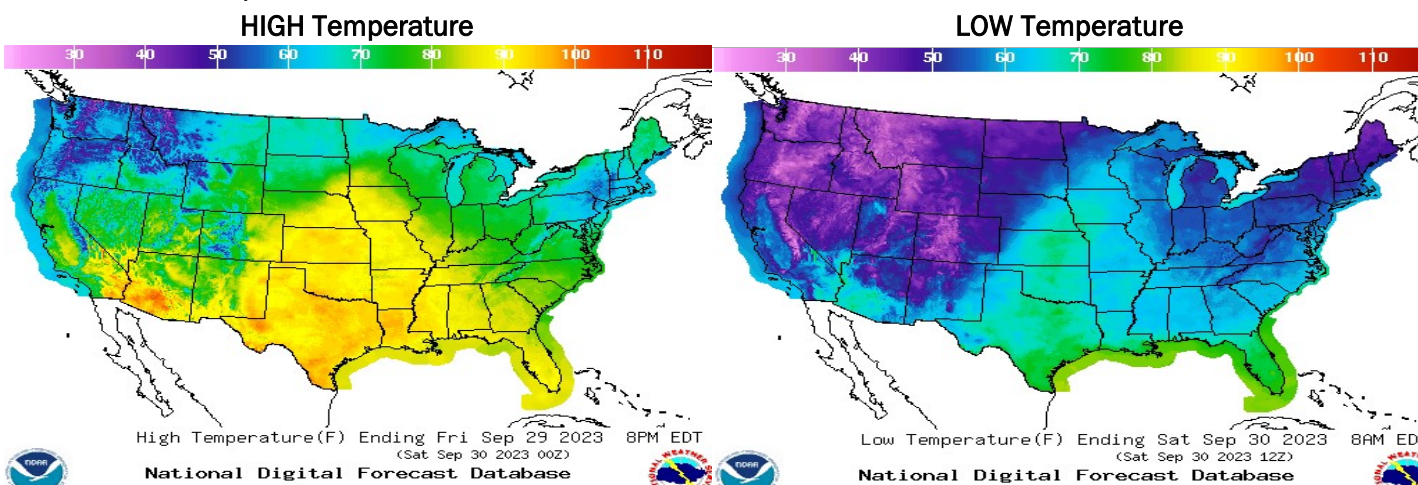 HIGH Temperature
LOW Temperature
30 40 50 60 70 80 90 100 110
30 40 50 60 70 80 90 100 110
High Temperature(F) Ending Fri Sep 29 2023 8PM EDT
(Sat Sep 30 2023 00Z)
National Digital Forecast Database
NOAA
Low Temperature(F) Ending Sat Sep 30 2023 8AM ED
(Sat Sep 30 2023 12Z)
National Digital Forecast Database
NOAA